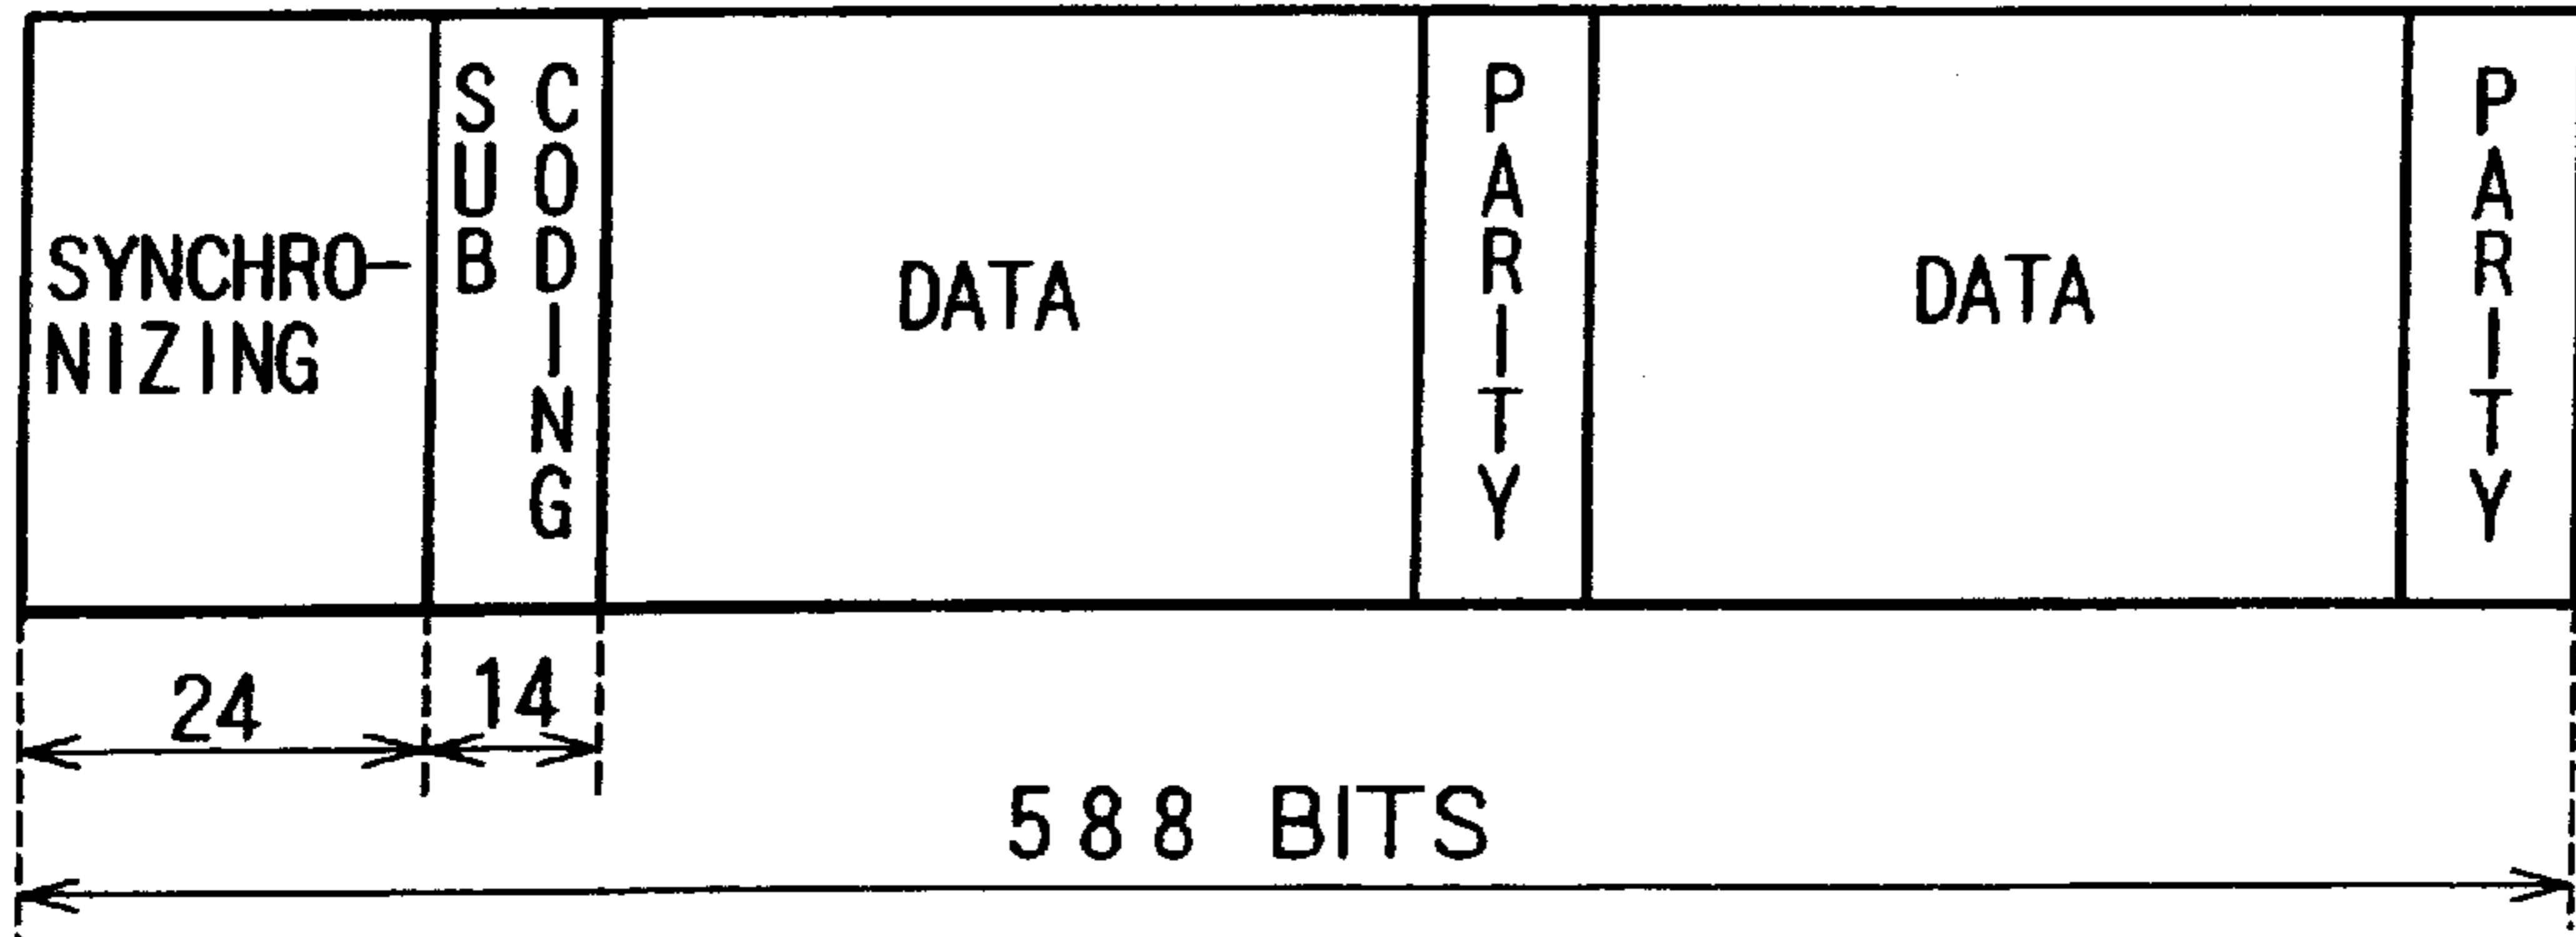 SYNCHRO-
NIZING
SUB
CODING
DATA
PARITY
DATA
PARITY
24
14
588 BITS